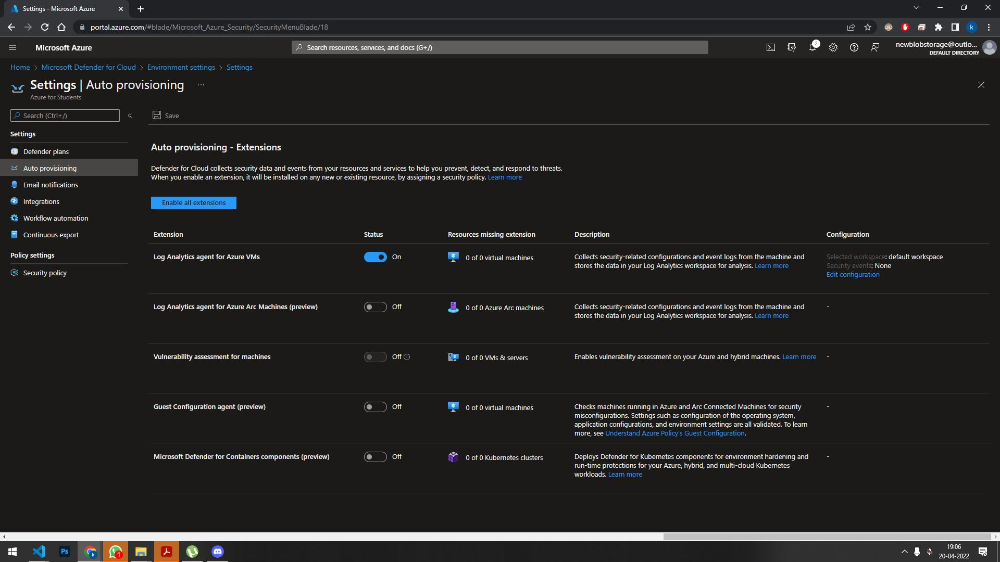 Settings - Microsoft Azure
portal.azure.com/#blade/Microsoft_Azure_Security/SecurityMenuBlade/18
k
Microsoft Azure
Search resources, services, and docs (G+/)
2
newblobstorage@outlo...
DEFAULT DIRECTORY
Home > Microsoft Defender for Cloud > Environment settings > Settings
Settings | Auto provisioning ...
Azure for Students
Search (Ctrl+/)
«
Save
Settings
Defender plans
Auto provisioning
Email notifications
Integrations
Workflow automation
Continuous export
Policy settings
Security policy
Auto provisioning - Extensions
Defender for Cloud collects security data and events from your resources and services to help you prevent, detect, and respond to threats.
When you enable an extension, it will be installed on any new or existing resource, by assigning a security policy. Learn more
Enable all extensions
Extension Status Resources missing extension Description Configuration
Log Analytics agent for Azure VMs On 0 of 0 virtual machines
Collects security-related configurations and event logs from the machine and
stores the data in your Log Analytics workspace for analysis. Learn more
Selected workspace: default workspace
Security events: None
Edit configuration
Log Analytics agent for Azure Arc Machines (preview) Off 0 of 0 Azure Arc machines
Collects security-related configurations and event logs from the machine and
stores the data in your Log Analytics workspace for analysis. Learn more
-
Vulnerability assessment for machines Off 0 of 0 VMs & servers
Enables vulnerability assessment on your Azure and hybrid machines. Learn more
-
Guest Configuration agent (preview) Off 0 of 0 virtual machines
Checks machines running in Azure and Arc Connected Machines for security
misconfigurations. Settings such as configuration of the operating system,
application configurations, and environment settings are all validated. To learn
more, see Understand Azure Policy's Guest Configuration.
-
Microsoft Defender for Containers components (preview) Off 0 of 0 Kubernetes clusters
Deploys Defender for Kubernetes components for environment hardening and
run-time protections for your Azure, hybrid, and multi-cloud Kubernetes
workloads. Learn more
-
Ps
k
1
19:06
20-04-2022